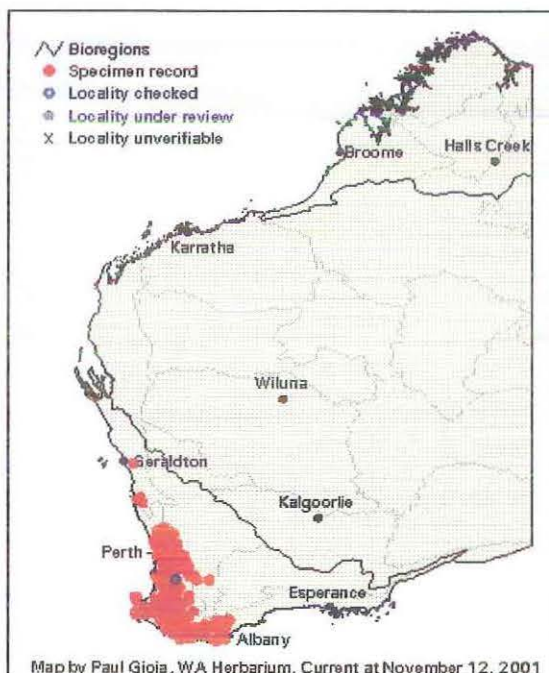 Bioregions
Specimen record
Locality checked
Locality under review
x Locality unverifiable
Broome
Halls Creek
Karratha
Wiluna
Geraldton
Kalgoorlie
Perth
Esperance
Albany
Map by Paul Gioia, WA Herbarium. Current at November 12, 2001